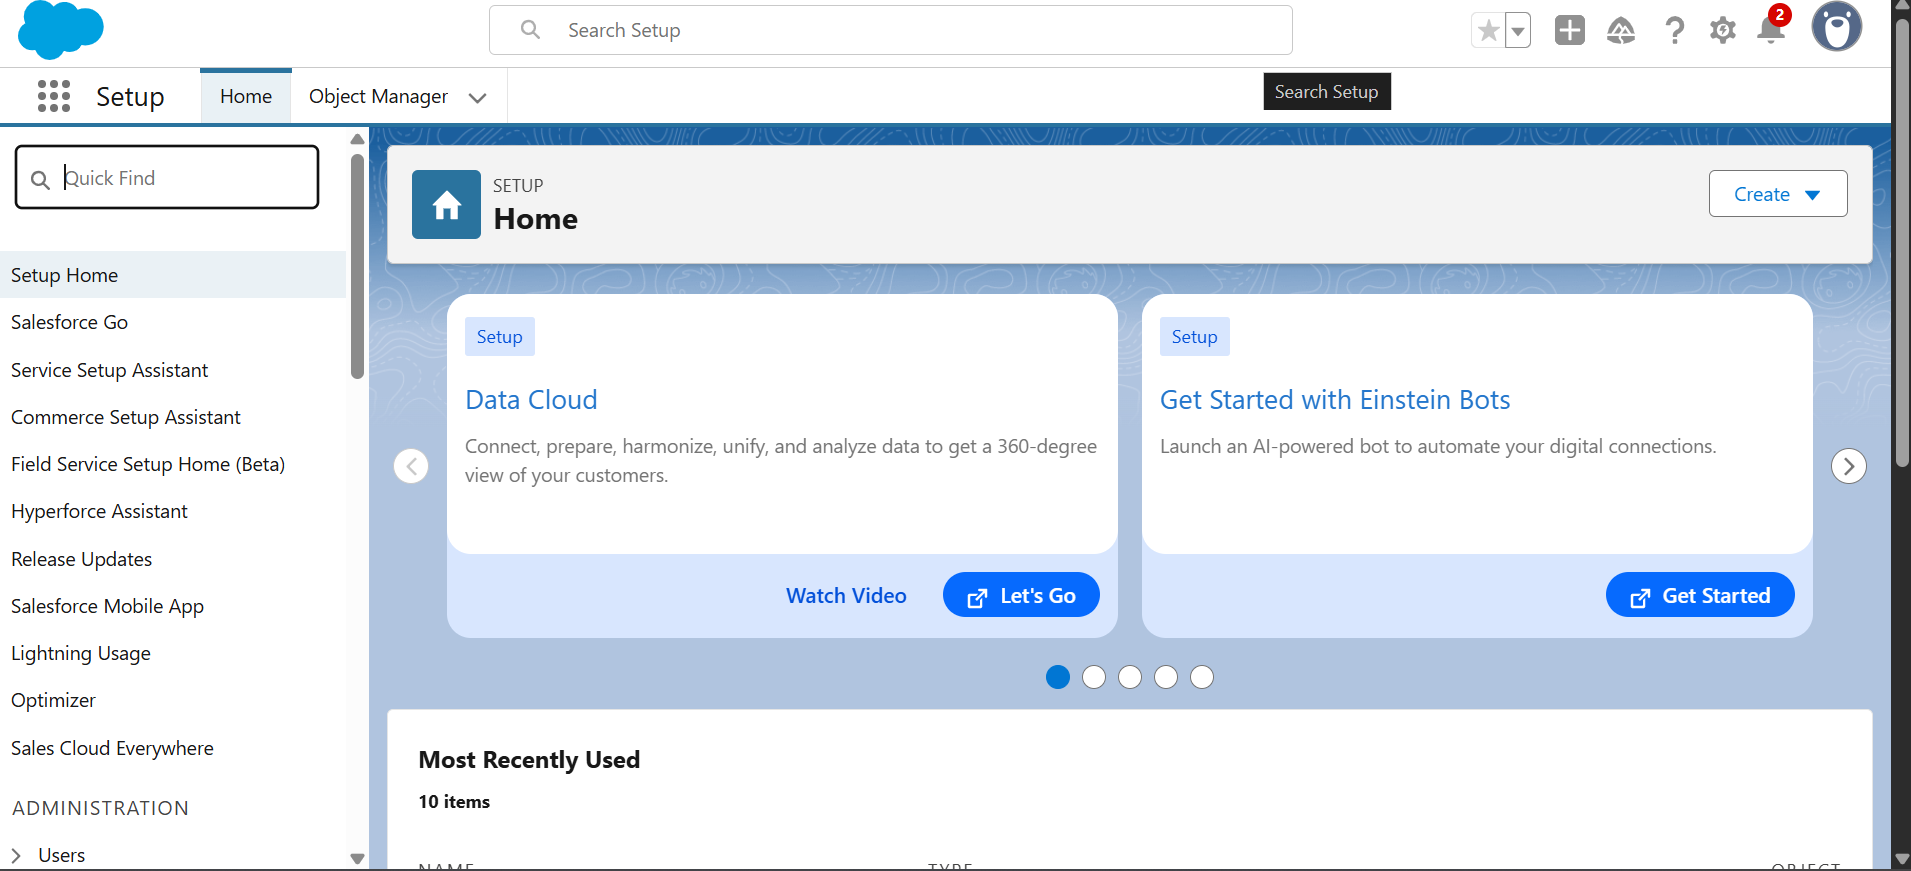 Search Setup
2
Setup
Home
Object Manager
Search Setup
Quick Find
Setup Home
Salesforce Go
Service Setup Assistant
Commerce Setup Assistant
Field Service Setup Home (Beta)
Hyperforce Assistant
Release Updates
Salesforce Mobile App
Lightning Usage
Optimizer
Sales Cloud Everywhere
ADMINISTRATION
Users
SETUP
Home
Create
Setup
Data Cloud
Connect, prepare, harmonize, unify, and analyze data to get a 360-degree
view of your customers.
Watch Video
Let's Go
Setup
Get Started with Einstein Bots
Launch an AI-powered bot to automate your digital connections.
Get Started
Most Recently Used
10 items
NAME
TYPE
OBJECT